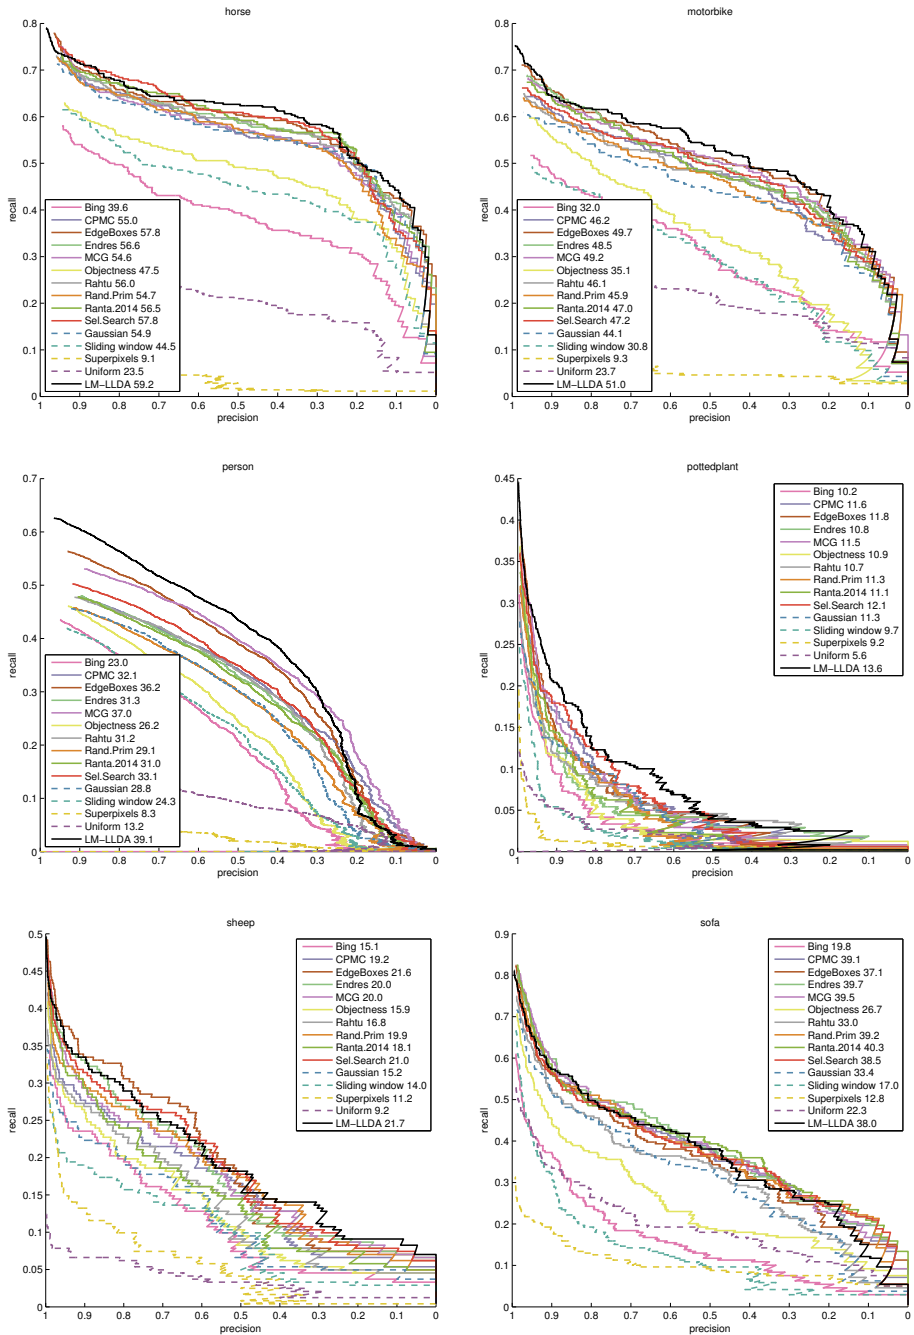 horse
0.8
0.7
0.6
0.5
0.4
0.3
0.2
0.1
0
recall
Bing 39.6
CPMC 55.0
EdgeBoxes 57.8
Endres 56.6
MCG 54.6
Objectness 47.5
Rahtu 56.0
Rand.Prim 54.7
Ranta.2014 56.5
Sel.Search 57.8
Gaussian 54.9
Sliding window 44.5
Superpixels 9.1
Uniform 23.5
LM−LLDA 59.2
1 0.9 0.8 0.7 0.6 0.5 0.4 0.3 0.2 0.1 0
precision
motorbike
0.8
0.7
0.6
0.5
0.4
0.3
0.2
0.1
0
recall
Bing 32.0
CPMC 46.2
EdgeBoxes 49.7
Endres 48.5
MCG 49.2
Objectness 35.1
Rahtu 46.1
Rand.Prim 45.9
Ranta.2014 47.0
Sel.Search 47.2
Gaussian 44.1
Sliding window 30.8
Superpixels 9.3
Uniform 23.7
LM−LLDA 51.0
1 0.9 0.8 0.7 0.6 0.5 0.4 0.3 0.2 0.1 0
precision
person
0.7
0.6
0.5
0.4
0.3
0.2
0.1
0
recall
Bing 23.0
CPMC 32.1
EdgeBoxes 36.2
Endres 31.3
MCG 37.0
Objectness 26.2
Rahtu 31.2
Rand.Prim 29.1
Ranta.2014 31.0
Sel.Search 33.1
Gaussian 28.8
Sliding window 24.3
Superpixels 8.3
Uniform 13.2
LM−LLDA 39.1
1 0.9 0.8 0.7 0.6 0.5 0.4 0.3 0.2 0.1 0
precision
pottedplant
0.45
0.4
0.35
0.3
0.25
0.2
0.15
0.1
0.05
0
recall
Bing 10.2
CPMC 11.6
EdgeBoxes 11.8
Endres 10.8
MCG 11.5
Objectness 10.9
Rahtu 10.7
Rand.Prim 11.3
Ranta.2014 11.1
Sel.Search 12.1
Gaussian 11.3
Sliding window 9.7
Superpixels 9.2
Uniform 5.6
LM−LLDA 13.6
1 0.9 0.8 0.7 0.6 0.5 0.4 0.3 0.2 0.1 0
precision
sheep
0.5
0.45
0.4
0.35
0.3
0.25
0.2
0.15
0.1
0.05
0
recall
Bing 15.1
CPMC 19.2
EdgeBoxes 21.6
Endres 20.0
MCG 20.0
Objectness 15.9
Rahtu 16.8
Rand.Prim 19.9
Ranta.2014 18.1
Sel.Search 21.0
Gaussian 15.2
Sliding window 14.0
Superpixels 11.2
Uniform 9.2
LM−LLDA 21.7
1 0.9 0.8 0.7 0.6 0.5 0.4 0.3 0.2 0.1 0
precision
sofa
0.9
0.8
0.7
0.6
0.5
0.4
0.3
0.2
0.1
0
recall
Bing 19.8
CPMC 39.1
EdgeBoxes 37.1
Endres 39.7
MCG 39.5
Objectness 26.7
Rahtu 33.0
Rand.Prim 39.2
Ranta.2014 40.3
Sel.Search 38.5
Gaussian 33.4
Sliding window 17.0
Superpixels 12.8
Uniform 22.3
LM−LLDA 38.0
1 0.9 0.8 0.7 0.6 0.5 0.4 0.3 0.2 0.1 0
precision